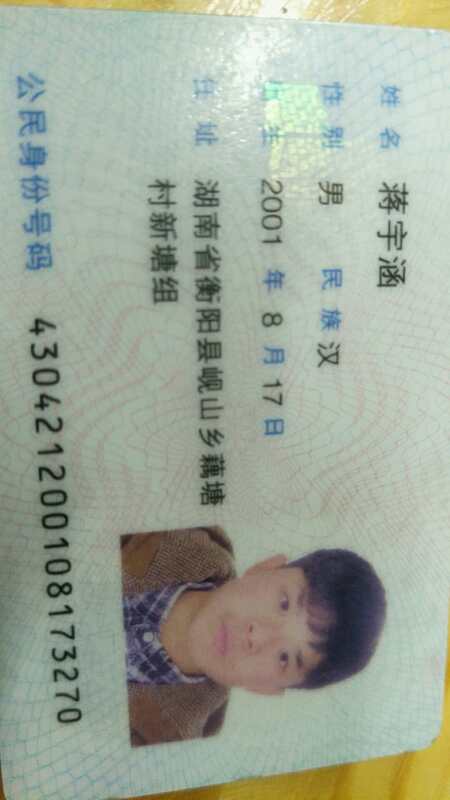 姓名 蒋宇涵
性别 男 民族 汉
出生 2001 年 8 月 17 日
住址 湖南省衡阳县岘山乡藕塘
村新塘组
公民身份号码 430421200108173270